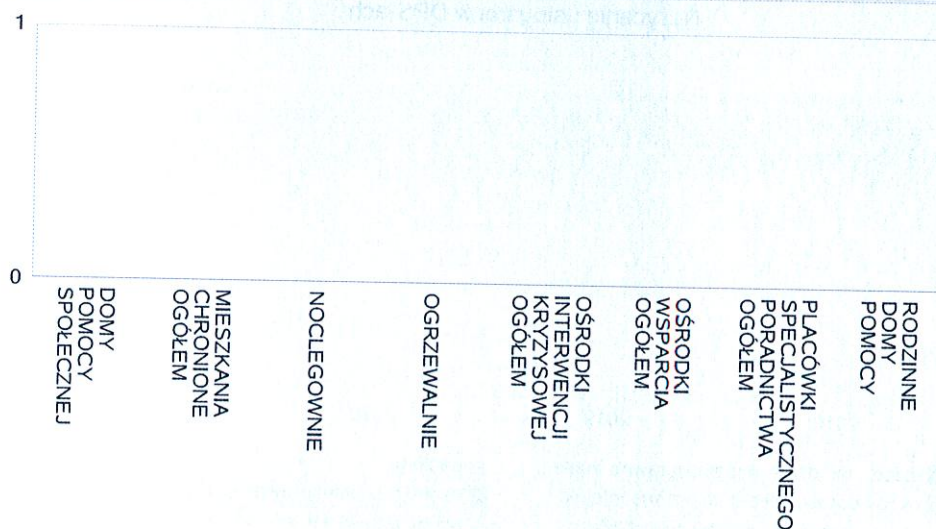 1
0
DOMY
POMOCY
SPOŁECZNEJ
MIESZKANIA
CHRONIONE
OGÓŁEM
NOCLEGOWNIE
OGRZEWALNIE
OŚRODKI
INTERWENCJI
KRYZYSOWEJ
OGÓŁEM
OŚRODKI
WSPARCIA
OGÓŁEM
PLACÓWKI
SPECJALISTYCZNEGO
PORADNICTWA
OGÓŁEM
RODZINNE
DOMY
POMOCY